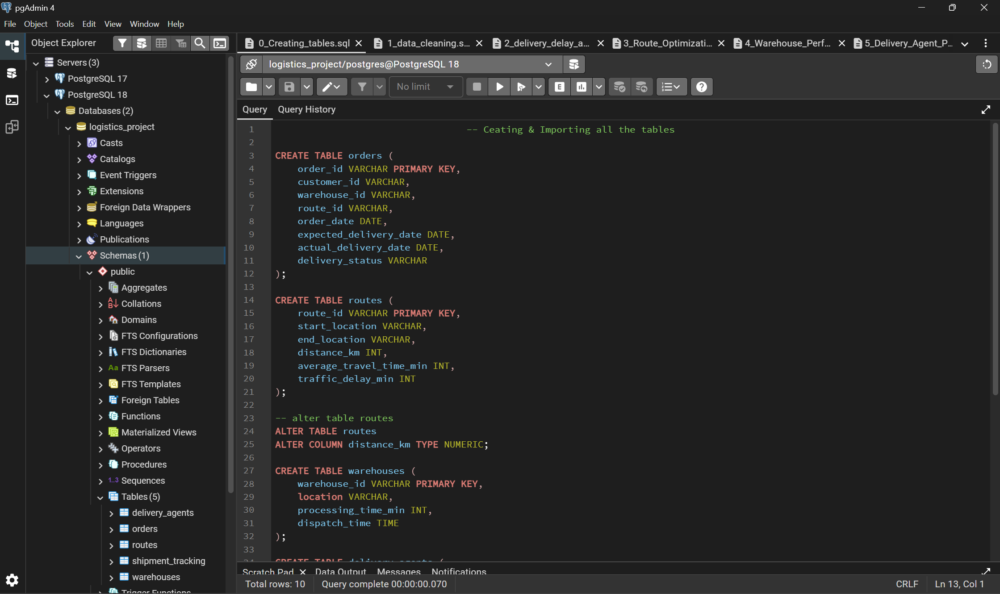 pgAdmin 4
File Object Tools Edit View Window Help
Object Explorer
0_Creating_tables.sql
1_data_cleaning.s...
2_delivery_delay_a...
3_Route_Optimizati...
4_Warehouse_Perf...
5_Delivery_Agent_P...
Servers (3)
PostgreSQL 17
PostgreSQL 18
Databases (2)
logistics_project
Casts
Catalogs
Event Triggers
Extensions
Foreign Data Wrappers
Languages
Publications
Schemas (1)
public
Aggregates
Collations
Domains
FTS Configurations
FTS Dictionaries
Aa FTS Parsers
FTS Templates
Foreign Tables
Functions
Materialized Views
Operators
Procedures
1..3 Sequences
Tables (5)
delivery_agents
orders
routes
shipment_tracking
warehouses
Trigger Functions
logistics_project/postgres@PostgreSQL 18
No limit
E
Query Query History
1 -- Ceating & Importing all the tables
2
3 CREATE TABLE orders (
4 order_id VARCHAR PRIMARY KEY,
5 customer_id VARCHAR,
6 warehouse_id VARCHAR,
7 route_id VARCHAR,
8 order_date DATE,
9 expected_delivery_date DATE,
10 actual_delivery_date DATE,
11 delivery_status VARCHAR
12 );
13
14 CREATE TABLE routes (
15 route_id VARCHAR PRIMARY KEY,
16 start_location VARCHAR,
17 end_location VARCHAR,
18 distance_km INT,
19 average_travel_time_min INT,
20 traffic_delay_min INT
21 );
22
23 -- alter table routes
24 ALTER TABLE routes
25 ALTER COLUMN distance_km TYPE NUMERIC;
26
27 CREATE TABLE warehouses (
28 warehouse_id VARCHAR PRIMARY KEY,
29 location VARCHAR,
30 processing_time_min INT,
31 dispatch_time TIME
32 );
33
34 CREATE TABLE delivery_agents (
Scratch Pad Data Output Messages Notifications
Total rows: 10 Query complete 00:00:00.070 CRLF Ln 13, Col 1